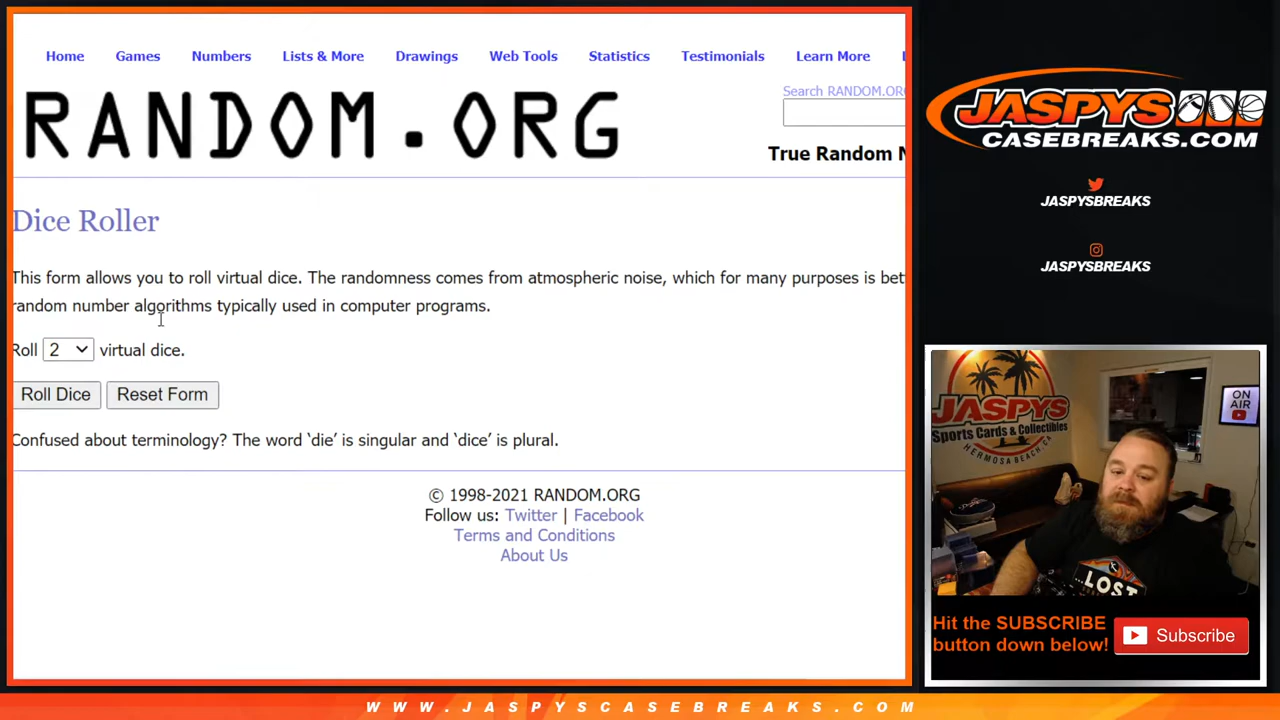 Home Games Numbers Lists & More Drawings Web Tools Statistics Testimonials Learn More
RANDOM.ORG
Search RANDOM.ORG
True Random N
Dice Roller
This form allows you to roll virtual dice. The randomness comes from atmospheric noise, which for many purposes is bet
random number algorithms typically used in computer programs.
Roll 2 virtual dice.
Roll Dice Reset Form
Confused about terminology? The word ‘die’ is singular and ‘dice’ is plural.
© 1998-2021 RANDOM.ORG
Follow us: Twitter | Facebook
Terms and Conditions
About Us
JASPYS
CASEBREAKS.COM
JASPYSBREAKS
JASPYSBREAKS
JASPYS
Sports Cards & Collectibles
HERMOSA BEACH, CA
ON
AIR
LOST
Hit the SUBSCRIBE
button down below!
Subscribe
WWW.JASPYSCASEBREAKS.COM